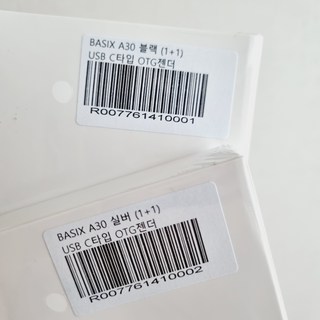 BASIX A30 블랙 (1+1)
USB C타입 OTG젠더
R007761410001
BASIX A30 실버 (1+1)
USB C타입 OTG젠더
R007761410002